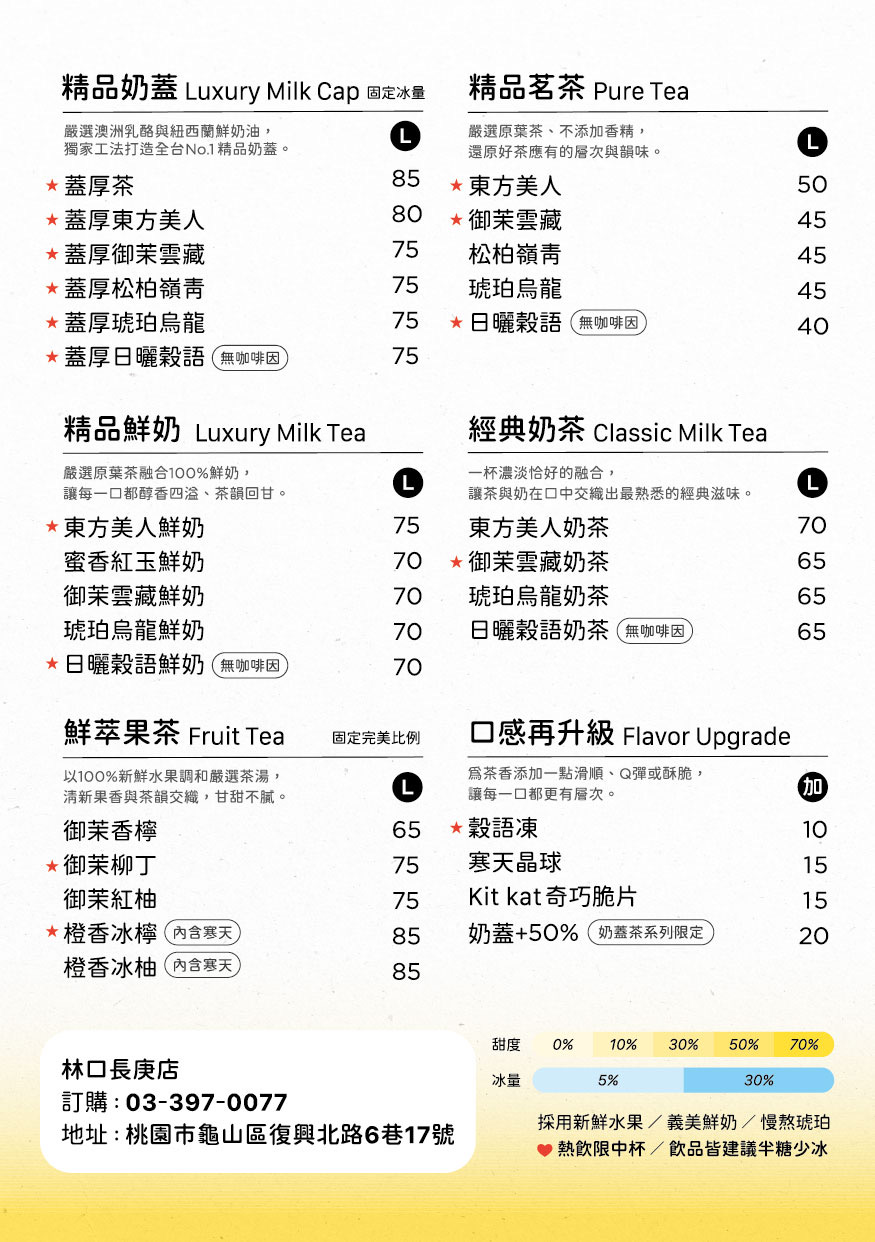 精品奶蓋 Luxury Milk Cap 固定冰量
嚴選澳洲乳酪與紐西蘭鮮奶油，
獨家工法打造全台No.1精品奶蓋。
L
★ 蓋厚茶 85
★ 蓋厚東方美人 80
★ 蓋厚御茉雲藏 75
★ 蓋厚松柏嶺青 75
★ 蓋厚琥珀烏龍 75
★ 蓋厚日曬穀語 無咖啡因 75
精品茗茶 Pure Tea
嚴選原葉茶、不添加香精，
還原好茶應有的層次與韻味。
L
★ 東方美人 50
★ 御茉雲藏 45
松柏嶺青 45
琥珀烏龍 45
★ 日曬穀語 無咖啡因 40
精品鮮奶 Luxury Milk Tea
嚴選原葉茶融合100%鮮奶，
讓每一口都醇香四溢、茶韻回甘。
L
★ 東方美人鮮奶 75
蜜香紅玉鮮奶 70
御茉雲藏鮮奶 70
琥珀烏龍鮮奶 70
★ 日曬穀語鮮奶 無咖啡因 70
經典奶茶 Classic Milk Tea
一杯濃淡恰好的融合，
讓茶與奶在口中交織出最熟悉的經典滋味。
L
東方美人奶茶 70
★ 御茉雲藏奶茶 65
琥珀烏龍奶茶 65
日曬穀語奶茶 無咖啡因 65
鮮萃果茶 Fruit Tea 固定完美比例
以100%新鮮水果調和嚴選茶湯，
清新果香與茶韻交織，甘甜不膩。
L
御茉香檸 65
★ 御茉柳丁 75
御茉紅柚 75
★ 橙香冰檸 內含寒天 85
橙香冰柚 內含寒天 85
口感再升級 Flavor Upgrade
為茶香添加一點滑順、Q彈或酥脆，
讓每一口都更有層次。
加
★ 穀語凍 10
寒天晶球 15
Kit kat奇巧脆片 15
奶蓋+50% 奶蓋茶系列限定 20
林口長庚店
訂購：03-397-0077
地址：桃園市龜山區復興北路6巷17號
甜度 0% 10% 30% 50% 70%
冰量 5% 30%
採用新鮮水果／義美鮮奶／慢熬琥珀
♥ 熱飲限中杯／飲品皆建議半糖少冰